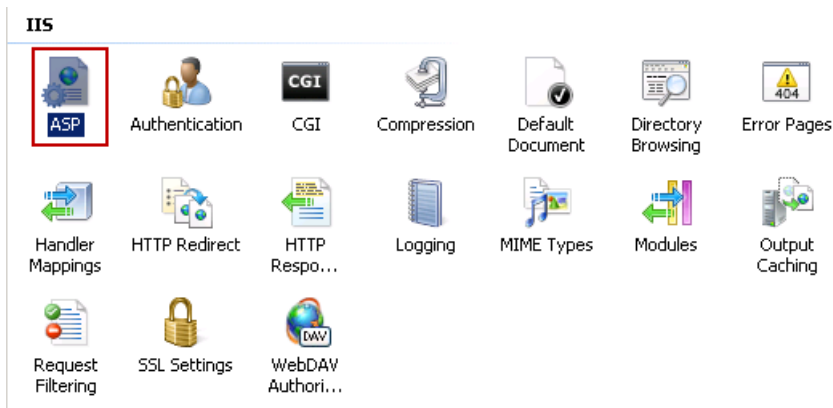 IIS
ASP
Authentication
CGI
CGI
Compression
Default
Document
Directory
Browsing
404
Error Pages
Handler
Mappings
HTTP Redirect
HTTP
Respo...
Logging
MIME Types
Modules
Output
Caching
Request
Filtering
SSL Settings
DAV
WebDAV
Authori...